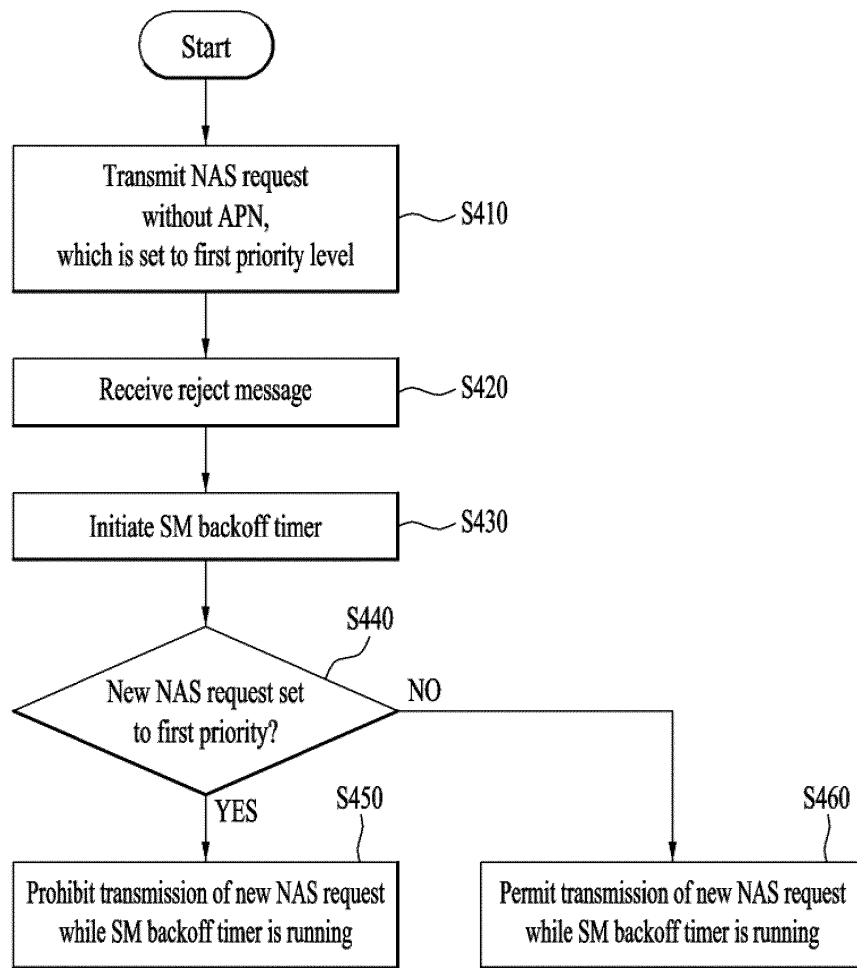 Start
Transmit NAS request
without APN,
which is set to first priority level
S410
Receive reject message
S420
Initiate SM backoff timer
S430
S440
New NAS request set
to first priority?
NO
YES
S450
S460
Prohibit transmission of new NAS request
while SM backoff timer is running
Permit transmission of new NAS request
while SM backoff timer is running